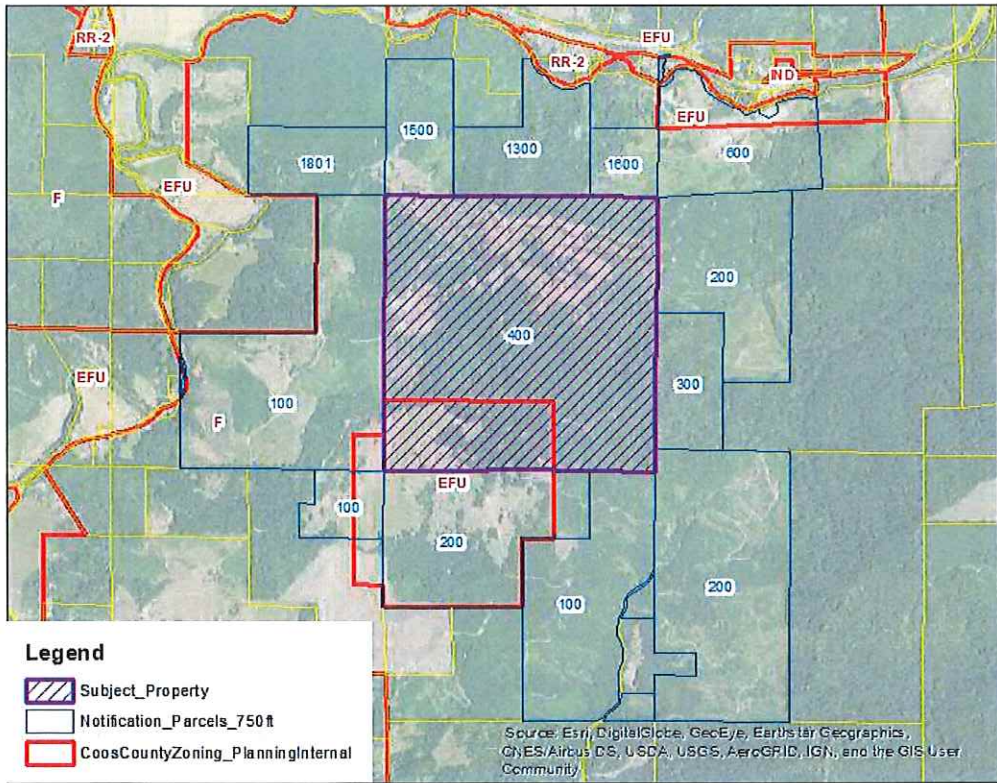 RR-2
EFU
RR-2
IND
EFU
1500
1300
1600
600
1801
EFU
F
200
400
300
EFU
100
F
EFU
100
200
100
200
Legend
Subject_Property
Notification_Parcels_750ft
CoosCountyZoning_PlanningInternal
Source: Esri, DigitalGlobe, GeoEye, Earthstar Geographics,
CNES/Airbus DS, USDA, USGS, AeroGRID, IGN, and the GIS User
Community